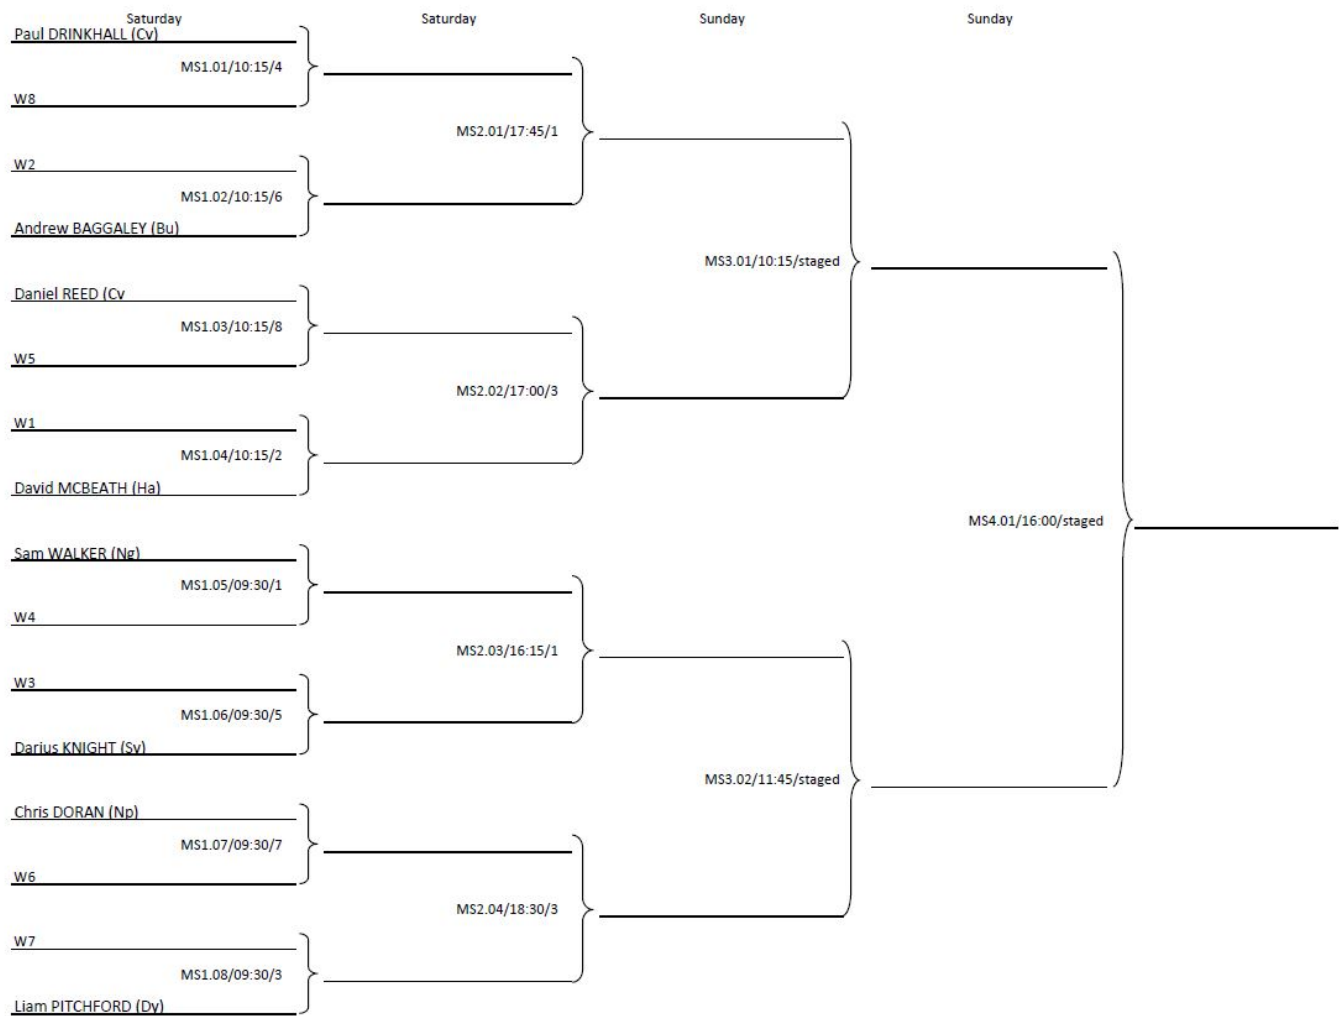 Saturday Saturday Sunday Sunday
Paul DRINKHALL (Cv)
MS1.01/10:15/4
W8
MS2.01/17:45/1
W2
MS1.02/10:15/6
Andrew BAGGALEY (Bu)
MS3.01/10:15/staged
Daniel REED (Cv
MS1.03/10:15/8
W5
MS2.02/17:00/3
W1
MS1.04/10:15/2
David MCBEATH (Ha)
MS4.01/16:00/staged
Sam WALKER (Ng)
MS1.05/09:30/1
W4
MS2.03/16:15/1
W3
MS1.06/09:30/5
Darius KNIGHT (Sy)
MS3.02/11:45/staged
Chris DORAN (Np)
MS1.07/09:30/7
W6
MS2.04/18:30/3
W7
MS1.08/09:30/3
Liam PITCHFORD (Dy)